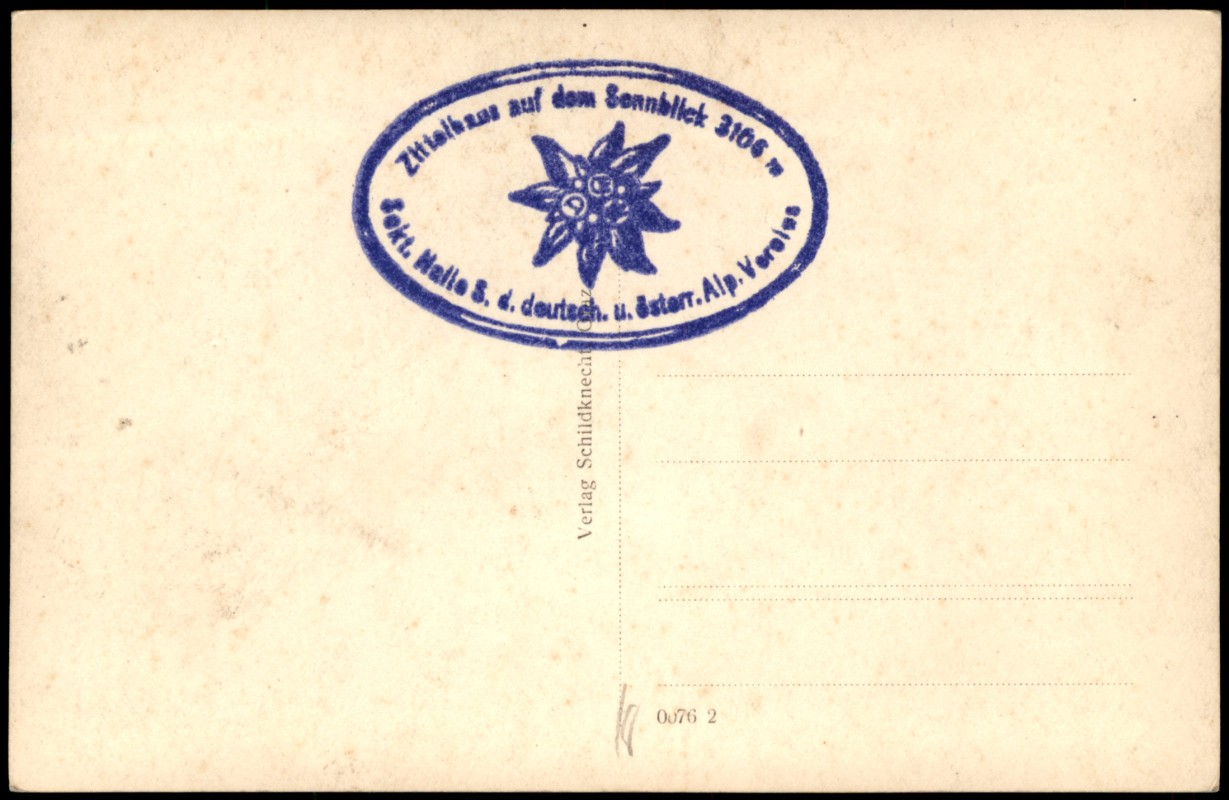 Zittelhaus auf dem Sonnblick 3106 m
Sekt. Halle S. d. deutsch. u. österr. Alp. Vereins
Verlag Schildknecht, Graz
0076 2